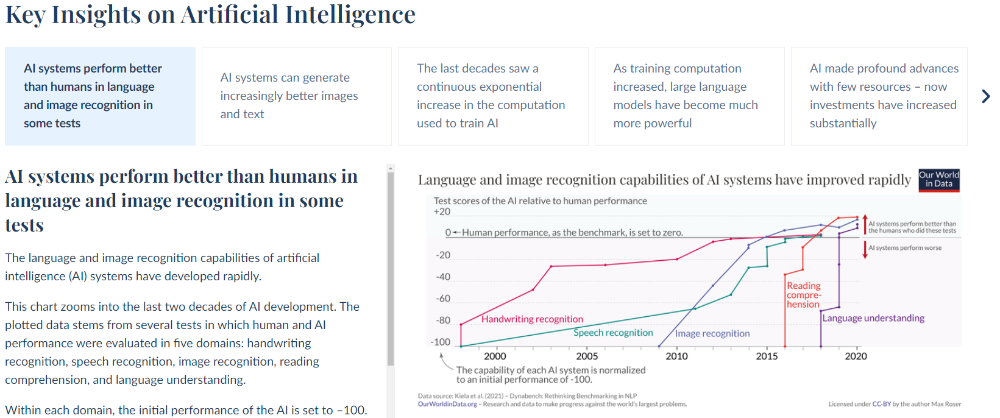 Key Insights on Artificial Intelligence
AI systems perform better
than humans in language
and image recognition in
some tests
AI systems can generate
increasingly better images
and text
The last decades saw a
continuous exponential
increase in the computation
used to train AI
As training computation
increased, large language
models have become much
more powerful
AI made profound advances
with few resources – now
investments have increased
substantially
AI systems perform better than humans in
language and image recognition in some
tests
The language and image recognition capabilities of artificial
intelligence (AI) systems have developed rapidly.
This chart zooms into the last two decades of AI development. The
plotted data stems from several tests in which human and AI
performance were evaluated in five domains: handwriting
recognition, speech recognition, image recognition, reading
comprehension, and language understanding.
Within each domain, the initial performance of the AI is set to –100.
Language and image recognition capabilities of AI systems have improved rapidly
Our World
in Data
Test scores of the AI relative to human performance
+20
0
Human performance, as the benchmark, is set to zero.
-20
-40
-60
-80
-100
AI systems perform better than
the humans who did these tests
AI systems perform worse
Handwriting recognition
Speech recognition
Image recognition
Reading
compre-
hension
Language understanding
2000
2005
2010
2015
2020
The capability of each AI system is normalized
to an initial performance of -100.
Data source: Kiela et al. (2021) – Dynabench: Rethinking Benchmarking in NLP
OurWorldinData.org – Research and data to make progress against the world's largest problems.
Licensed under CC-BY by the author Max Roser